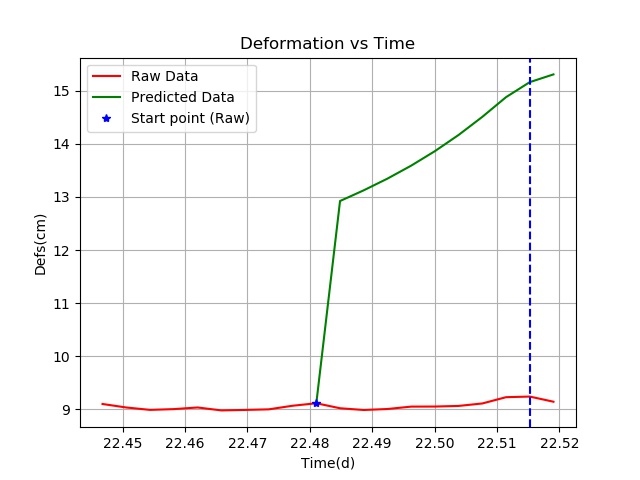 Deformation vs Time
Raw Data
Predicted Data
Start point (Raw)
15
14
13
12
11
10
9
Defs(cm)
22.45 22.46 22.47 22.48 22.49 22.50 22.51 22.52
Time(d)